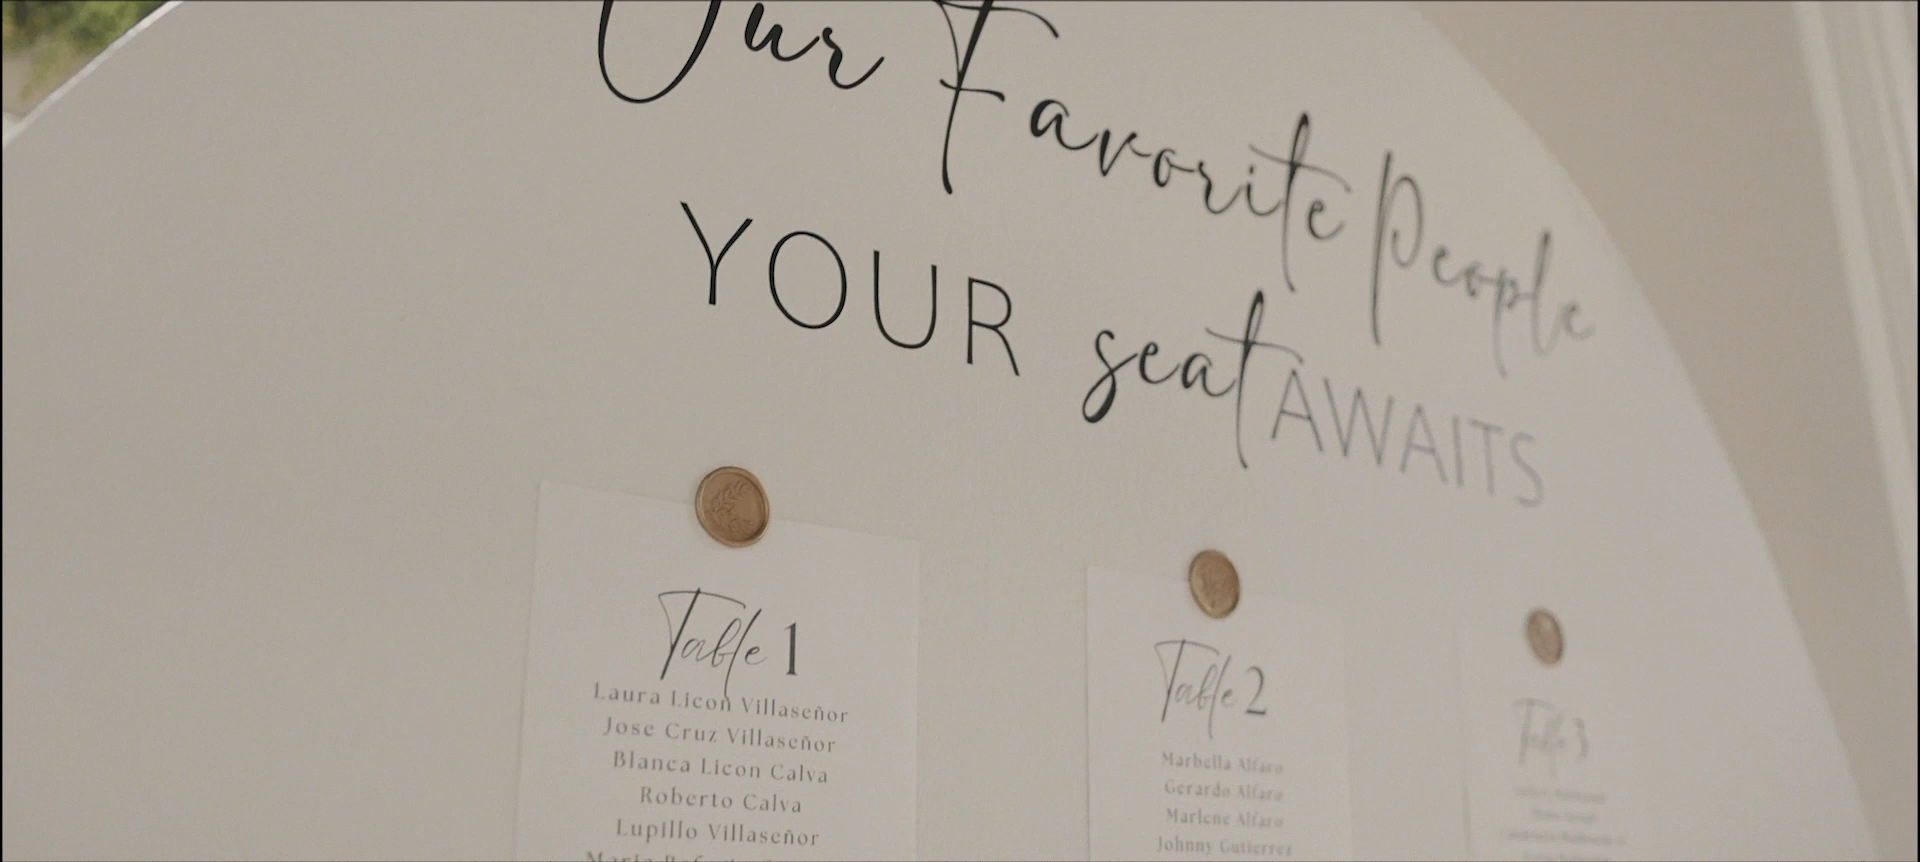 Our Favorite People
YOUR seat AWAITS
Table 1
Laura Licon Villaseñor
Jose Cruz Villaseñor
Blanca Licon Calva
Roberto Calva
Lupillo Villaseñor
Table 2
Marbella Alfaro
Gerardo Alfaro
Marlene Alfaro
Johnny Gutierrez
Table 3